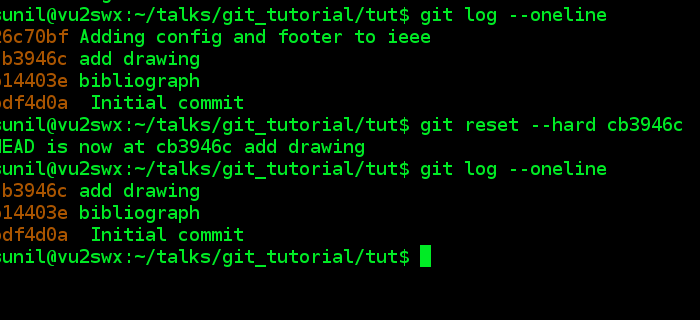 sunil@vu2swx:~/talks/git_tutorial/tut$ git log --oneline
26c70bf Adding config and footer to ieee
cb3946c add drawing
b14403e bibliograph
bdf4d0a  Initial commit
sunil@vu2swx:~/talks/git_tutorial/tut$ git reset --hard cb3946c
HEAD is now at cb3946c add drawing
sunil@vu2swx:~/talks/git_tutorial/tut$ git log --oneline
cb3946c add drawing
b14403e bibliograph
bdf4d0a  Initial commit
sunil@vu2swx:~/talks/git_tutorial/tut$